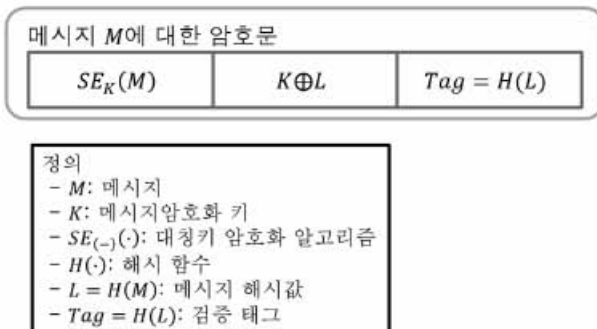 메시지 M에 대한 암호문
SE_K(M) K⊕L Tag = H(L)
정의
- M: 메시지
- K: 메시지암호화 키
- SE_(−)(·): 대칭키 암호화 알고리즘
- H(·): 해시 함수
- L = H(M): 메시지 해시값
- Tag = H(L): 검증 태그